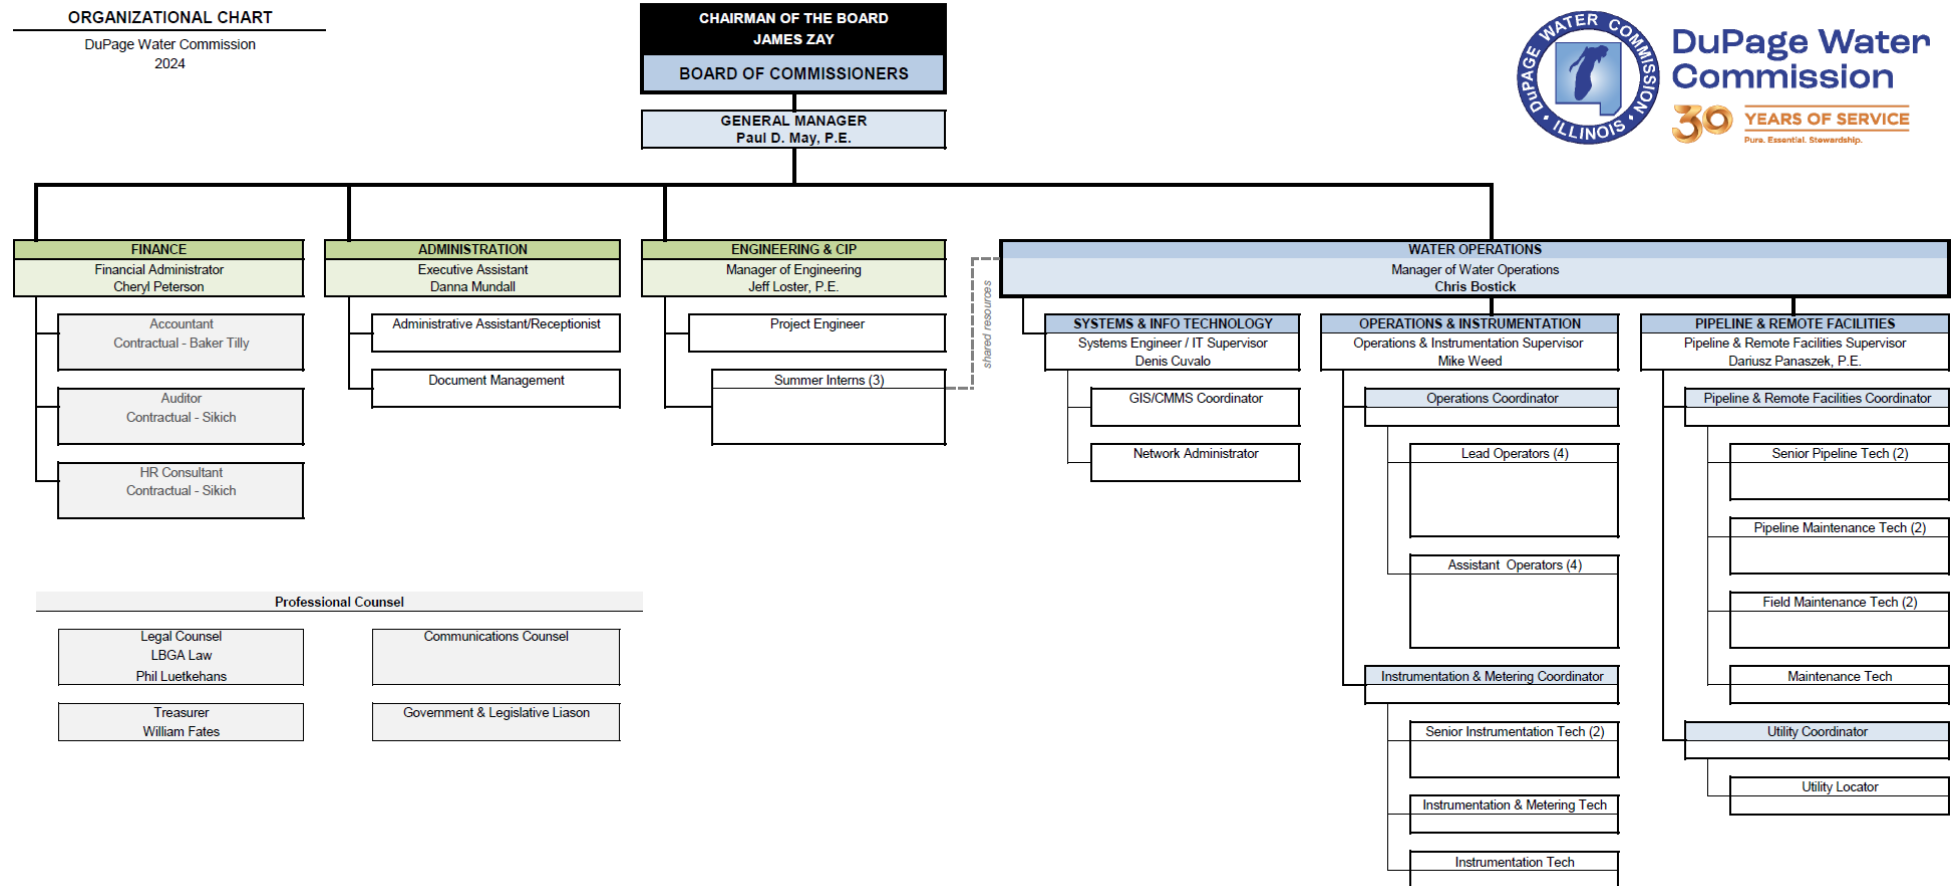 ORGANIZATIONAL CHART
DuPage Water Commission
2024
CHAIRMAN OF THE BOARD
JAMES ZAY
BOARD OF COMMISSIONERS
GENERAL MANAGER
Paul D. May, P.E.
DuPAGE WATER COMMISSION
ILLINOIS
DuPage Water
Commission
30 YEARS OF SERVICE
Pure. Essential. Stewardship.
FINANCE
Financial Administrator
Cheryl Peterson
Accountant
Contractual - Baker Tilly
Auditor
Contractual - Sikich
HR Consultant
Contractual - Sikich
ADMINISTRATION
Executive Assistant
Danna Mundall
Administrative Assistant/Receptionist
Document Management
ENGINEERING & CIP
Manager of Engineering
Jeff Loster, P.E.
Project Engineer
Summer Interns (3)
shared resources
WATER OPERATIONS
Manager of Water Operations
Chris Bostick
SYSTEMS & INFO TECHNOLOGY
Systems Engineer / IT Supervisor
Denis Cuvalo
GIS/CMMS Coordinator
Network Administrator
OPERATIONS & INSTRUMENTATION
Operations & Instrumentation Supervisor
Mike Weed
Operations Coordinator
Lead Operators (4)
Assistant Operators (4)
Instrumentation & Metering Coordinator
Senior Instrumentation Tech (2)
Instrumentation & Metering Tech
Instrumentation Tech
PIPELINE & REMOTE FACILITIES
Pipeline & Remote Facilities Supervisor
Dariusz Panaszek, P.E.
Pipeline & Remote Facilities Coordinator
Senior Pipeline Tech (2)
Pipeline Maintenance Tech (2)
Field Maintenance Tech (2)
Maintenance Tech
Utility Coordinator
Utility Locator
Professional Counsel
Legal Counsel
LBGA Law
Phil Luetkehans
Communications Counsel
Treasurer
William Fates
Government & Legislative Liason